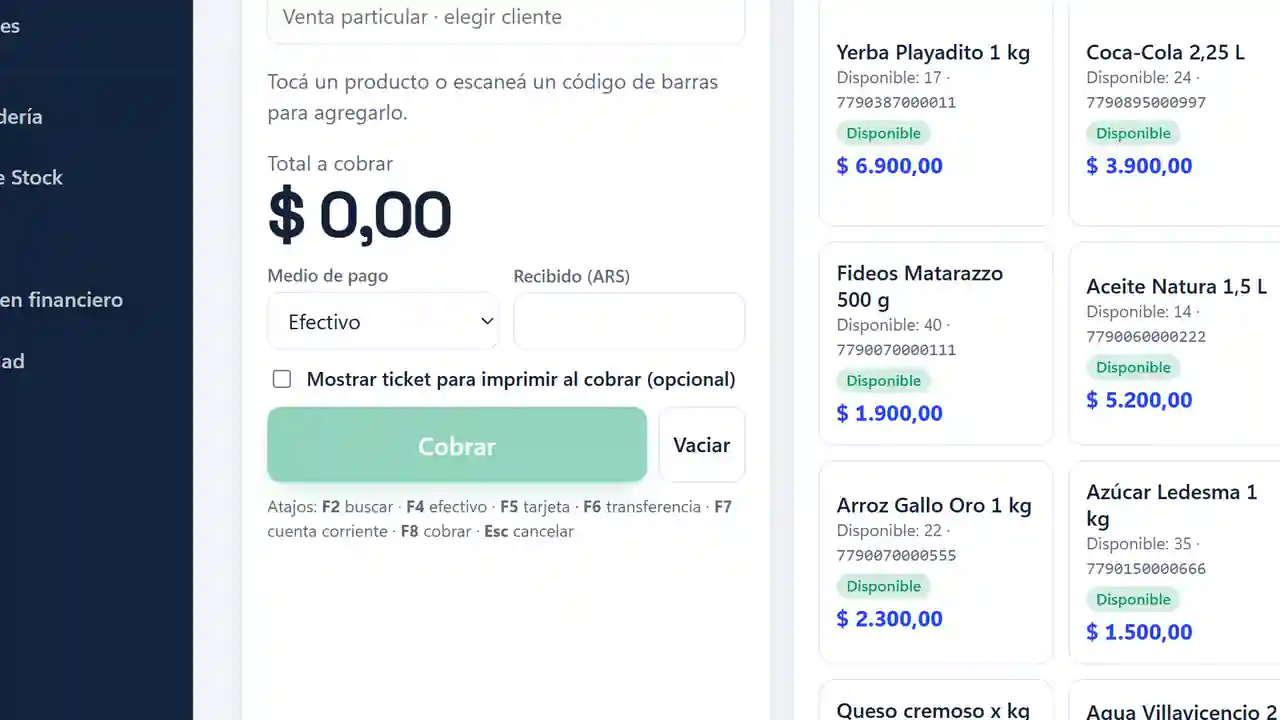 es
dería
e Stock
en financiero
ad
Venta particular · elegir cliente
Tocá un producto o escaneá un código de barras
para agregarlo.
Total a cobrar
$ 0,00
Medio de pago
Recibido (ARS)
Efectivo
Mostrar ticket para imprimir al cobrar (opcional)
Cobrar
Vaciar
Atajos: F2 buscar · F4 efectivo · F5 tarjeta · F6 transferencia · F7
cuenta corriente · F8 cobrar · Esc cancelar
Yerba Playadito 1 kg
Disponible: 17 ·
7790387000011
Disponible
$ 6.900,00
Coca-Cola 2,25 L
Disponible: 24 ·
7790895000997
Disponible
$ 3.900,00
Fideos Matarazzo
500 g
Disponible: 40 ·
7790070000111
Disponible
$ 1.900,00
Aceite Natura 1,5 L
Disponible: 14 ·
7790060000222
Disponible
$ 5.200,00
Arroz Gallo Oro 1 kg
Disponible: 22 ·
7790070000555
Disponible
$ 2.300,00
Azúcar Ledesma 1
kg
Disponible: 35 ·
7790150000666
Disponible
$ 1.500,00
Queso cremoso x kg
Agua Villavicencio 2